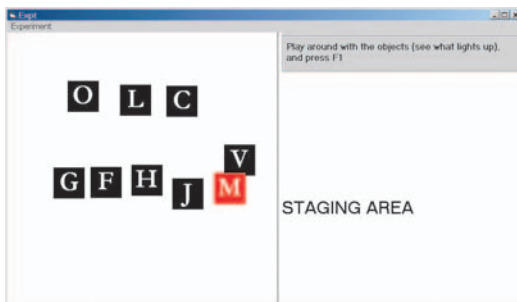 Expt
Experiment
Play around with the objects (see what lights up),
and press F1
O L C
V
G F H J M
STAGING AREA